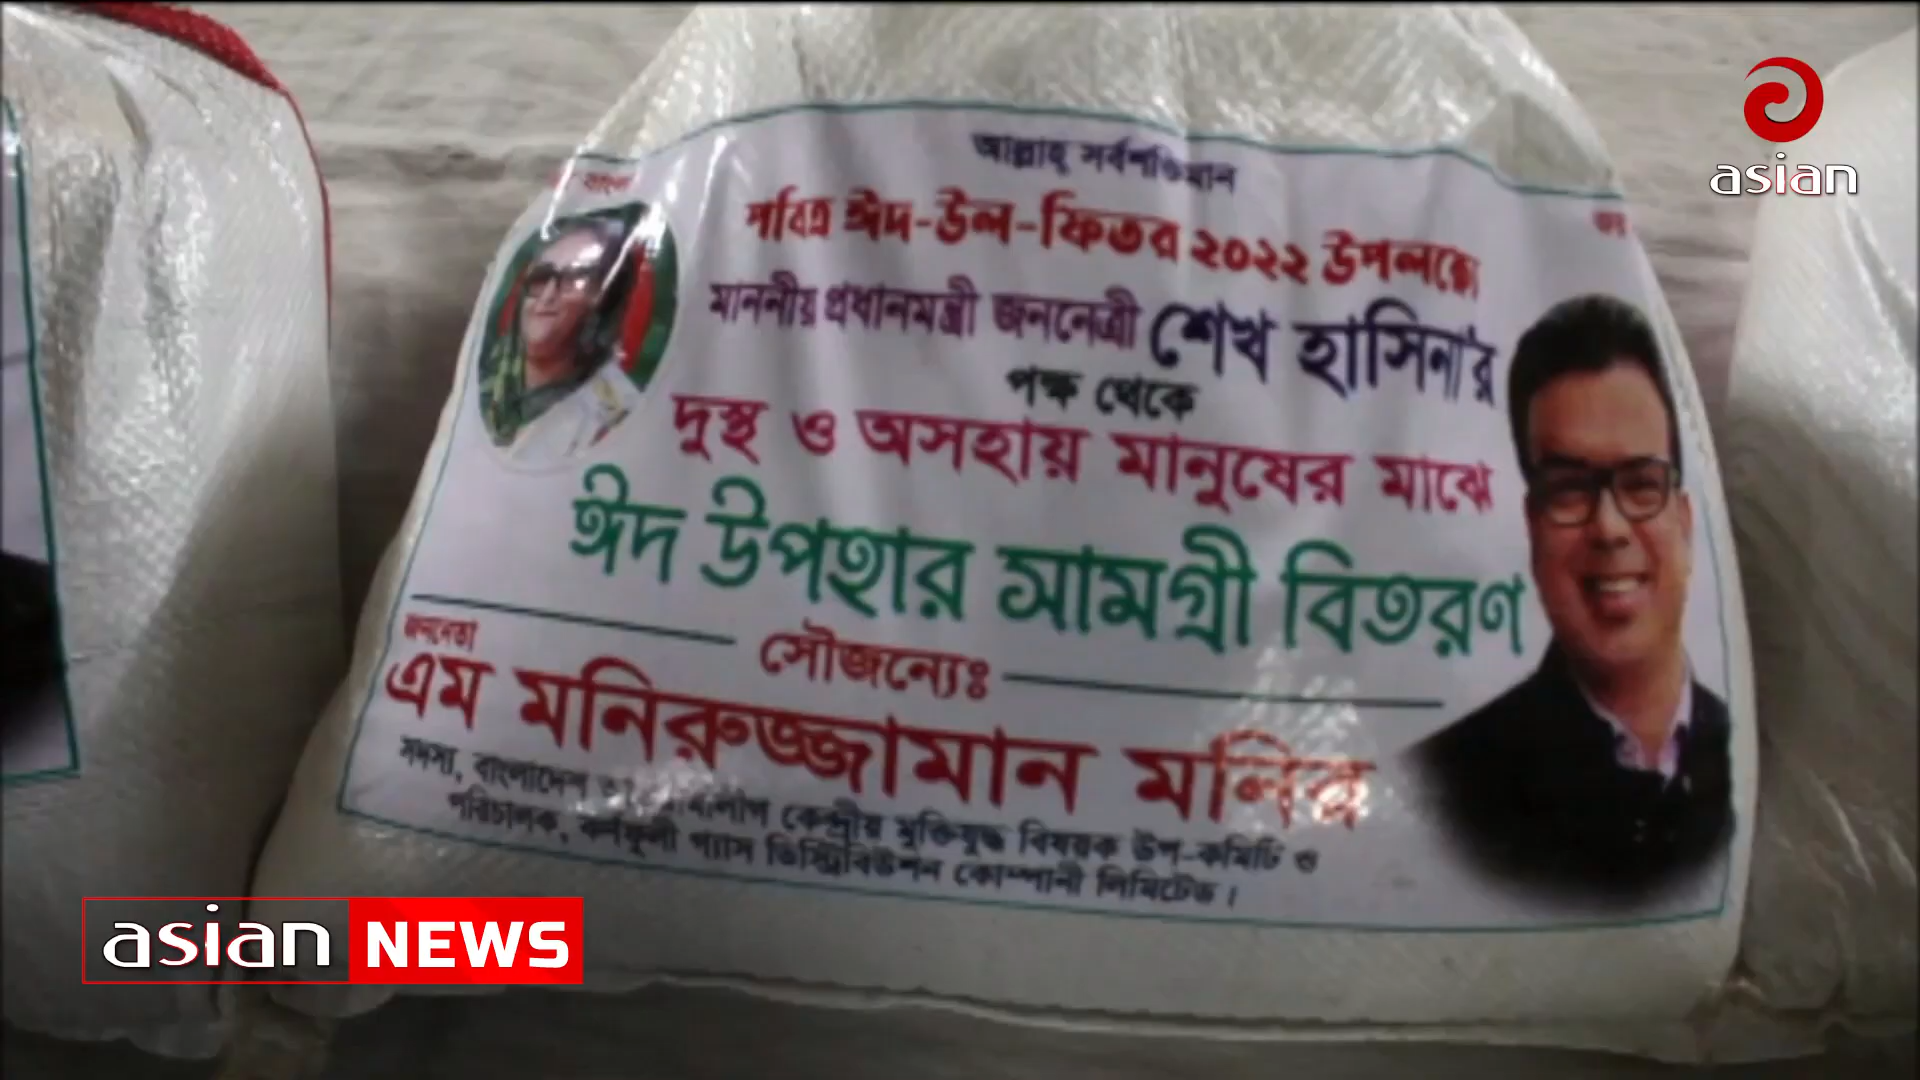 asian
আল্লাহ্ সর্বশক্তিমান
পবিত্র ঈদ-উল-ফিতর ২০২২ উপলক্ষ্যে
মাননীয় প্রধানমন্ত্রী জননেত্রী শেখ হাসিনা'র
পক্ষ থেকে
দুস্থ ও অসহায় মানুষের মাঝে
ঈদ উপহার সামগ্রী বিতরণ
সৌজন্যেঃ
জননেতা
এম মনিরুজ্জামান মনির
সদস্য, বাংলাদেশ কেন্দ্রীয় মুক্তিযুদ্ধ বিষয়ক উপ-কমিটি ও
পরিচালক, কর্ণফুলী গ্যাস ডিস্ট্রিবিউশন কোম্পানী লিমিটেড।
asian NEWS